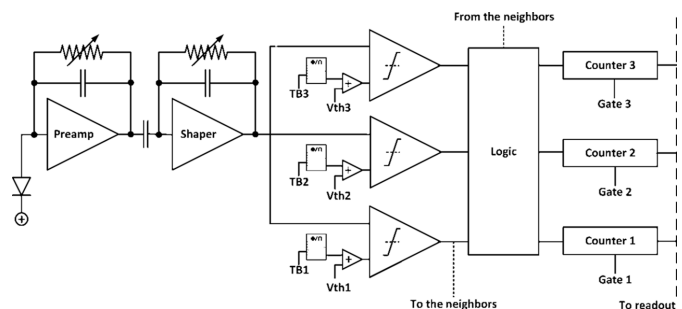 From the neighbors
Preamp
Shaper
TB3
Vth3
TB2
Vth2
TB1
Vth1
Logic
Counter 3
Gate 3
Counter 2
Gate 2
Counter 1
Gate 1
To the neighbors
To readout